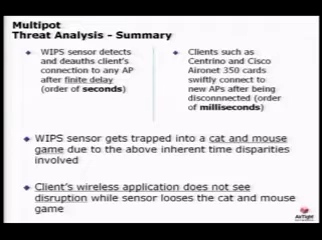 Multipot
Threat Analysis - Summary
WIPS sensor detects
and deauths client's
connection to any AP
after finite delay
(order of seconds)
Clients such as
Centrino and Cisco
Aironet 350 cards
swiftly connect to
new APs after being
disconnnected (order
of milliseconds)
WIPS sensor gets trapped into a cat and mouse
game due to the above inherent time disparities
involved
Client's wireless application does not see
disruption while sensor looses the cat and mouse
game
AirTight